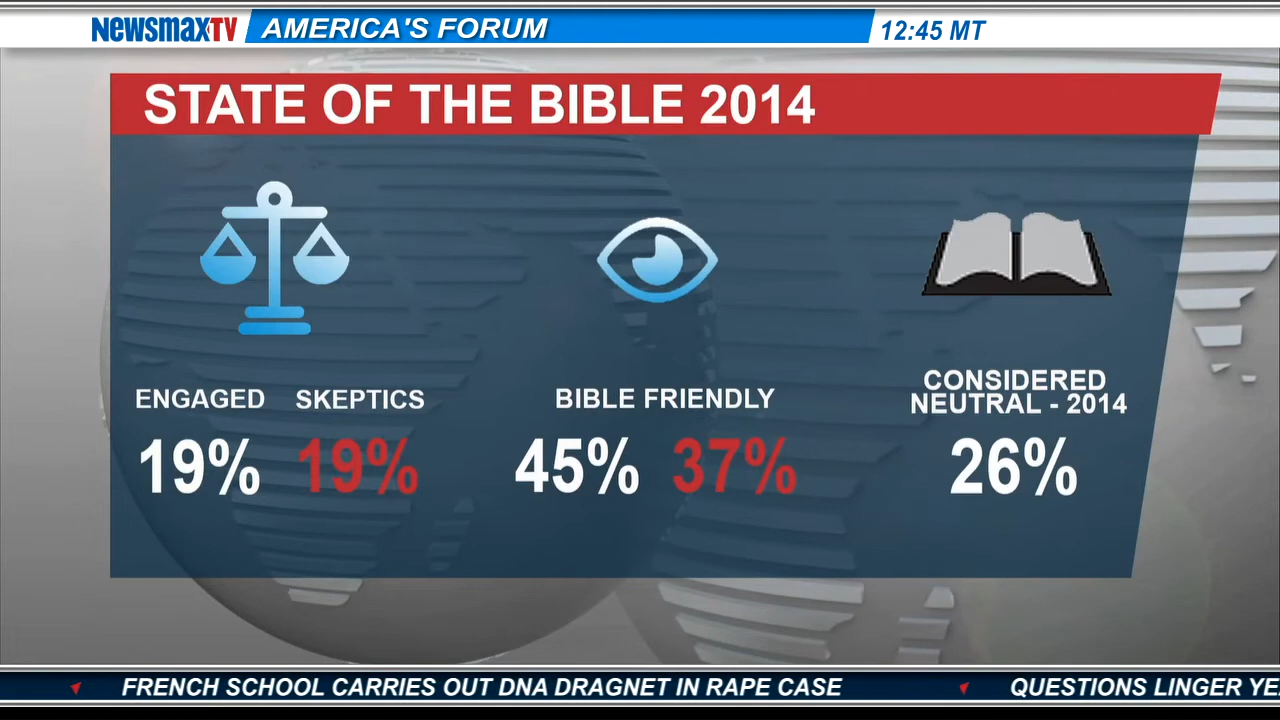 NEWSMAXTV AMERICA'S FORUM 12:45 MT
STATE OF THE BIBLE 2014
ENGAGED SKEPTICS
19% 19%
BIBLE FRIENDLY
45% 37%
CONSIDERED
NEUTRAL - 2014
26%
FRENCH SCHOOL CARRIES OUT DNA DRAGNET IN RAPE CASE QUESTIONS LINGER